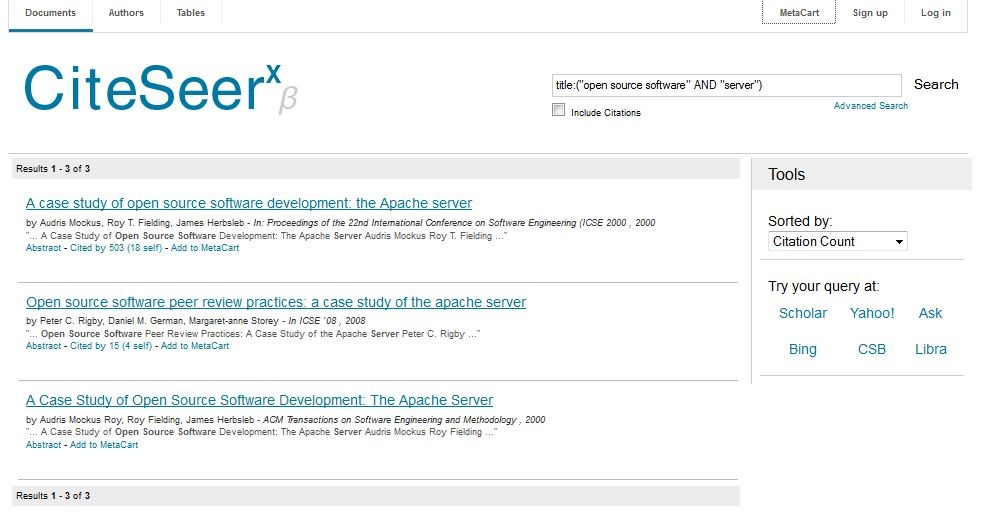 Documents Authors Tables MetaCart Sign up Log in
CiteSeerx β
title:("open source software" AND "server") Search
Include Citations Advanced Search
Results 1 - 3 of 3
A case study of open source software development: the Apache server
by Audris Mockus, Roy T. Fielding, James Herbsleb - In: Proceedings of the 22nd International Conference on Software Engineering (ICSE 2000 , 2000
"... A Case Study of Open Source Software Development: The Apache Server Audris Mockus Roy T. Fielding ..."
Abstract - Cited by 503 (18 self) - Add to MetaCart
Open source software peer review practices: a case study of the apache server
by Peter C. Rigby, Daniel M. German, Margaret-anne Storey - In ICSE '08 , 2008
"... Open Source Software Peer Review Practices: A Case Study of the Apache Server Peter C. Rigby ..."
Abstract - Cited by 15 (4 self) - Add to MetaCart
A Case Study of Open Source Software Development: The Apache Server
by Audris Mockus Roy, Roy Fielding, James Herbsleb - ACM Transactions on Software Engineering and Methodology , 2000
"... A Case Study of Open Source Software Development: The Apache Server Audris Mockus Roy Fielding ..."
Abstract - Add to MetaCart
Results 1 - 3 of 3
Tools
Sorted by:
Citation Count
Try your query at:
Scholar Yahoo! Ask
Bing CSB Libra